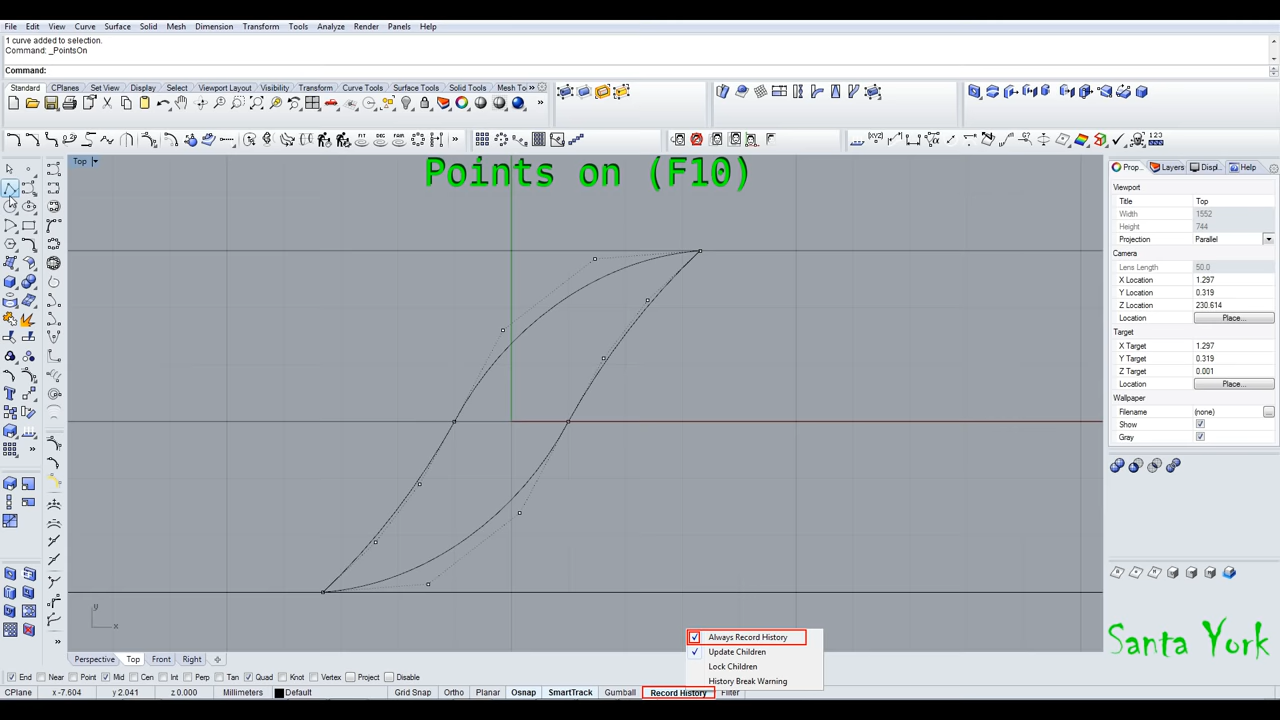 File Edit View Curve Surface Solid Mesh Dimension Transform Tools Analyze Render Panels Help
1 curve added to selection.
Command: _PointsOn
Command:
Standard CPlanes Set View Display Select Viewport Layout Visibility Transform Curve Tools Surface Tools Mesh To
Top
Points on (F10)
Prop Layers Displ Help
Viewport
Title Top
Width 1552
Height 744
Projection Parallel
Camera
Lens Length 50.0
X Location 1.297
Y Location 0.319
Z Location 230.614
Location Place...
Target
X Target 1.297
Y Target 0.319
Z Target 0.001
Location Place...
Wallpaper
Filename (none) ...
Show
Gray
y
x
Santa York
Always Record History
Update Children
Lock Children
History Break Warning
Perspective Top Front Right
End Near Point Mid Cen Int Perp Tan Quad Knot Vertex Project Disable
CPlane x -7.604 y 2.041 z 0.000 Millimeters Default Grid Snap Ortho Planar Osnap SmartTrack Gumball Record History Filter